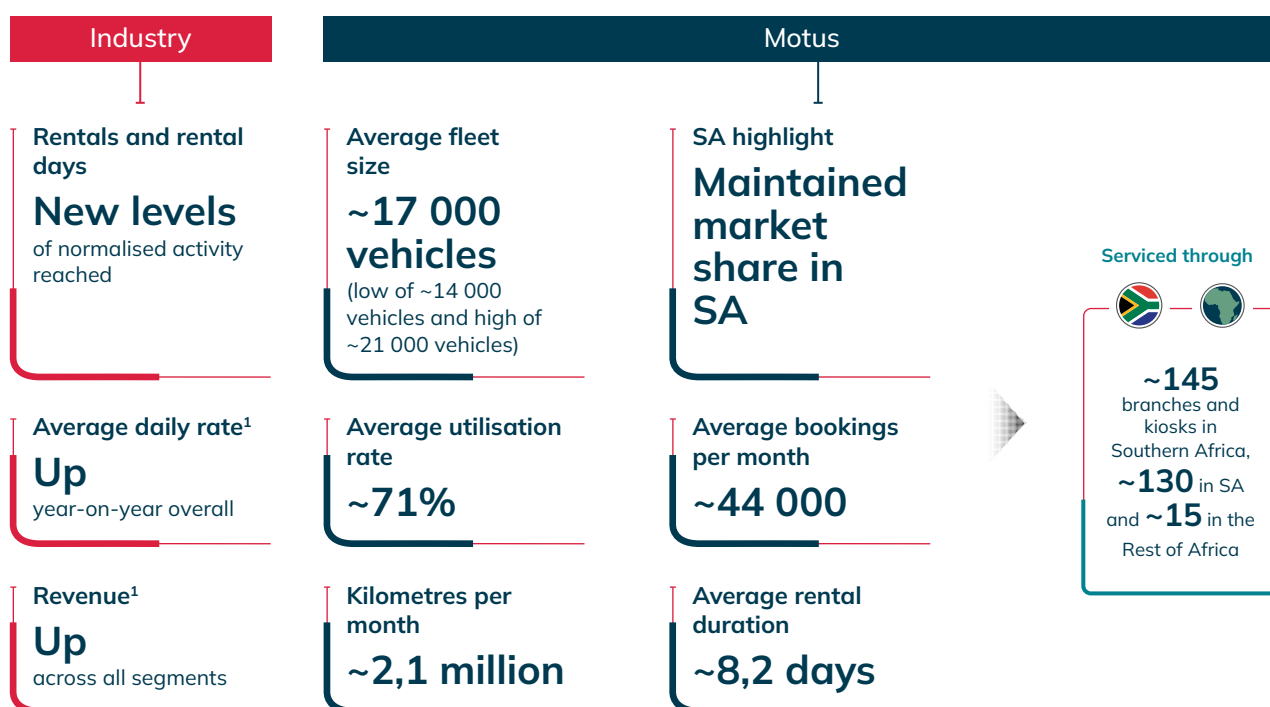 Industry
Motus
Rentals and rental
days
New levels
of normalised activity
reached
Average daily rate¹
Up
year-on-year overall
Revenue¹
Up
across all segments
Average fleet
size
~17 000
vehicles
(low of ~14 000
vehicles and high of
~21 000 vehicles)
Average utilisation
rate
~71%
Kilometres per
month
~2,1 million
SA highlight
Maintained
market
share in
SA
Average bookings
per month
~44 000
Average rental
duration
~8,2 days
Serviced through
~145
branches and
kiosks in
Southern Africa,
~130 in SA
and ~15 in the
Rest of Africa